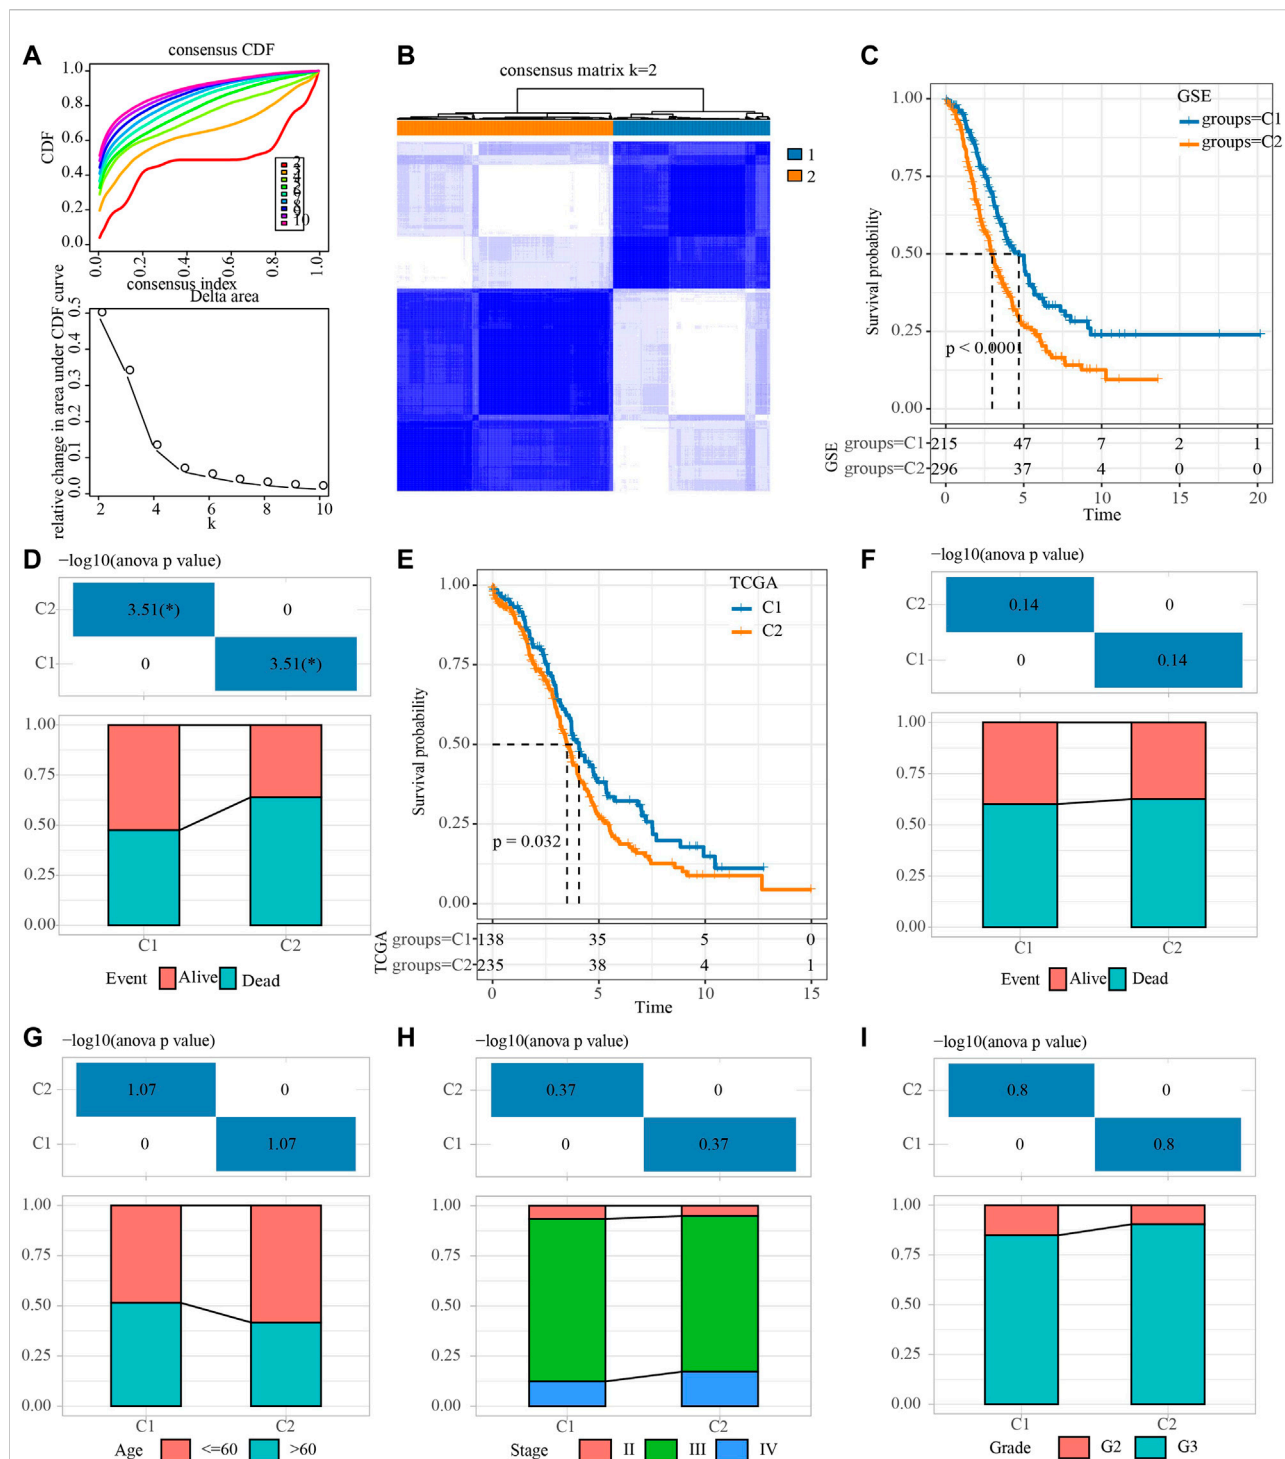 A
consensus CDF
CDF
1.0
0.8
0.6
0.4
0.2
0.0
2
3
4
5
6
7
8
9
10
0.0 0.2 0.4 0.6 0.8 1.0
consensus index
Delta area
relative change in area under CDF curve
0.5
0.4
0.3
0.2
0.1
0.0
2 4 6 8 10
k
B
consensus matrix k=2
1
2
C
GSE
groups=C1
groups=C2
Survival probability
1.00
0.75
0.50
0.25
0.00
p < 0.0001
GSE
groups=C1 215 47 7 2 1
groups=C2 296 37 4 0 0
0 5 10 15 20
Time
D
−log10(anova p value)
C2 3.51(*) 0
C1 0 3.51(*)
1.00
0.75
0.50
0.25
0.00
C1 C2
Event Alive Dead
E
TCGA
C1
C2
Survival probability
1.00
0.75
0.50
0.25
0.00
p = 0.032
TCGA
groups=C1 138 35 5 0
groups=C2 235 38 4 1
0 5 10 15
Time
F
−log10(anova p value)
C2 0.14 0
C1 0 0.14
1.00
0.75
0.50
0.25
0.00
C1 C2
Event Alive Dead
G
−log10(anova p value)
C2 1.07 0
C1 0 1.07
1.00
0.75
0.50
0.25
0.00
C1 C2
Age <=60 >60
H
−log10(anova p value)
C2 0.37 0
C1 0 0.37
1.00
0.75
0.50
0.25
0.00
C1 C2
Stage II III IV
I
−log10(anova p value)
C2 0.8 0
C1 0 0.8
1.00
0.75
0.50
0.25
0.00
C1 C2
Grade G2 G3